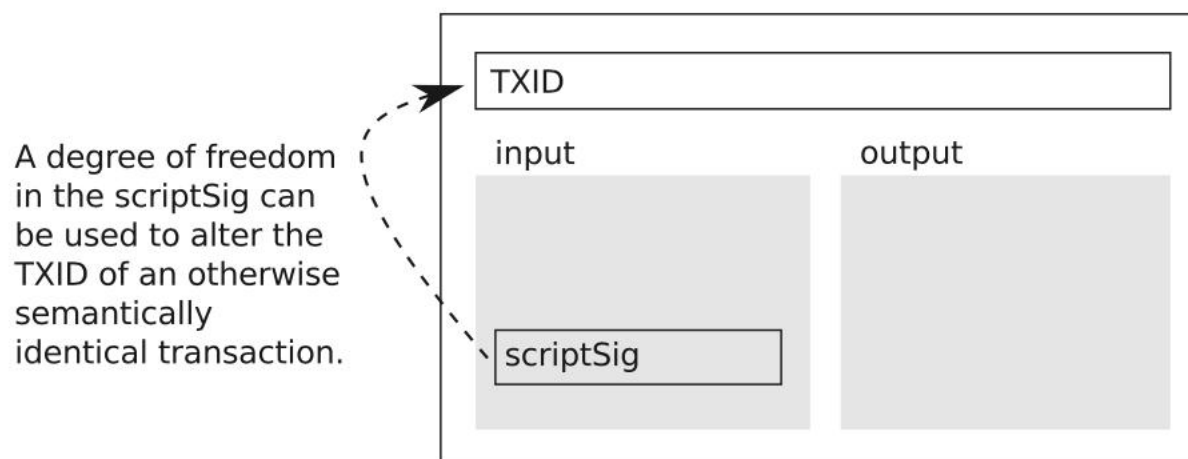 TXID
input
output
A degree of freedom
in the scriptSig can
be used to alter the
TXID of an otherwise
semantically
identical transaction.
scriptSig